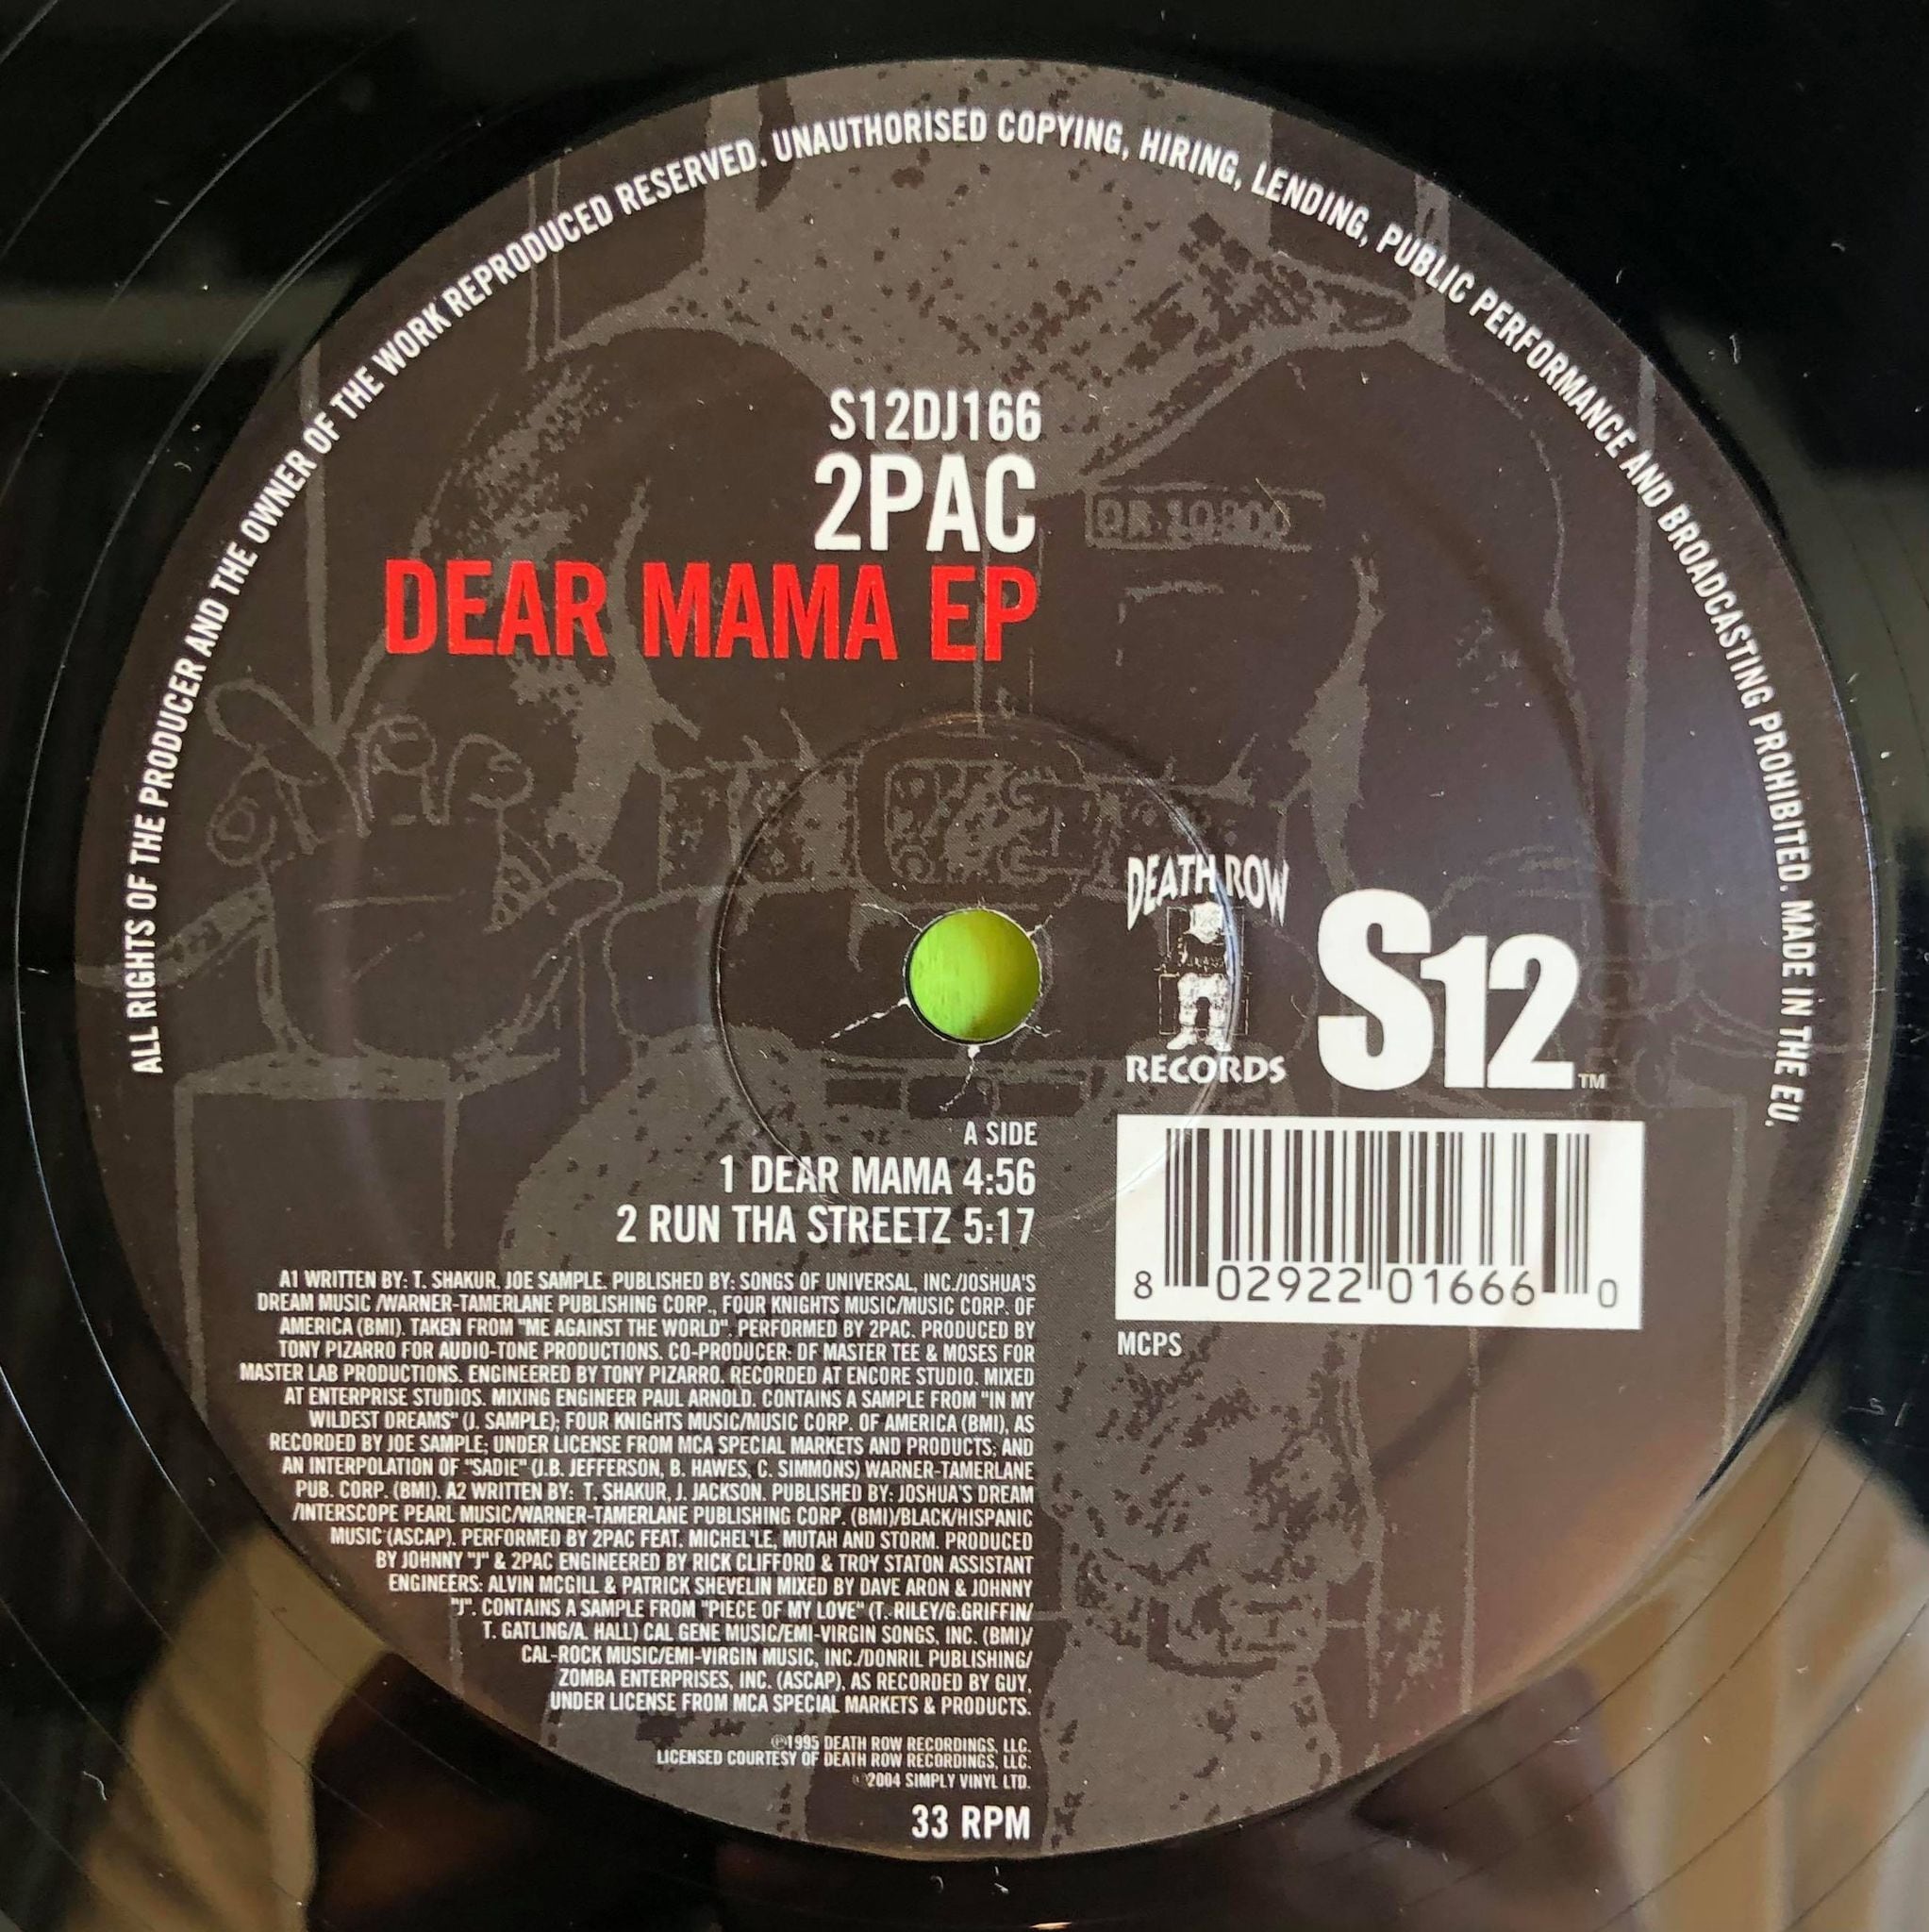 ALL RIGHTS OF THE PRODUCER AND THE OWNER OF THE WORK REPRODUCED RESERVED. UNAUTHORISED COPYING, HIRING, LENDING, PUBLIC PERFORMANCE AND BROADCASTING PROHIBITED. MADE IN THE EU.
S12DJ166
2PAC
DEAR MAMA EP
DEATH ROW
RECORDS
S12
TM
A SIDE
1 DEAR MAMA 4:56
2 RUN THA STREETZ 5:17
8 02922 01666 0
MCPS
A1 WRITTEN BY: T. SHAKUR. JOE SAMPLE. PUBLISHED BY: SONGS OF UNIVERSAL, INC./JOSHUA'S
DREAM MUSIC /WARNER-TAMERLANE PUBLISHING CORP., FOUR KNIGHTS MUSIC/MUSIC CORP. OF
AMERICA (BMI). TAKEN FROM "ME AGAINST THE WORLD". PERFORMED BY 2PAC. PRODUCED BY
TONY PIZARRO FOR AUDIO-TONE PRODUCTIONS. CO-PRODUCER: DF MASTER TEE & MOSES FOR
MASTER LAB PRODUCTIONS. ENGINEERED BY TONY PIZARRO. RECORDED AT ENCORE STUDIO. MIXED
AT ENTERPRISE STUDIOS. MIXING ENGINEER PAUL ARNOLD. CONTAINS A SAMPLE FROM "IN MY
WILDEST DREAMS" (J. SAMPLE); FOUR KNIGHTS MUSIC/MUSIC CORP. OF AMERICA (BMI), AS
RECORDED BY JOE SAMPLE; UNDER LICENSE FROM MCA SPECIAL MARKETS AND PRODUCTS; AND
AN INTERPOLATION OF "SADIE" (J.B. JEFFERSON, B. HAWES, C. SIMMONS) WARNER-TAMERLANE
PUB. CORP. (BMI). A2 WRITTEN BY: T. SHAKUR, J. JACKSON. PUBLISHED BY: JOSHUA'S DREAM
/INTERSCOPE PEARL MUSIC/WARNER-TAMERLANE PUBLISHING CORP. (BMI)/BLACK/HISPANIC
MUSIC (ASCAP). PERFORMED BY 2PAC FEAT. MICHEL'LE, MUTAH AND STORM. PRODUCED
BY JOHNNY "J" & 2PAC ENGINEERED BY RICK CLIFFORD & TROY STATON ASSISTANT
ENGINEERS: ALVIN MCGILL & PATRICK SHEVELIN MIXED BY DAVE ARON & JOHNNY
"J". CONTAINS A SAMPLE FROM "PIECE OF MY LOVE" (T. RILEY/G.GRIFFIN/
T. GATLING/A. HALL) CAL GENE MUSIC/EMI-VIRGIN SONGS, INC. (BMI)/
CAL-ROCK MUSIC/EMI-VIRGIN MUSIC, INC./DONRIL PUBLISHING/
ZOMBA ENTERPRISES, INC. (ASCAP). AS RECORDED BY GUY,
UNDER LICENSE FROM MCA SPECIAL MARKETS & PRODUCTS.
℗1995 DEATH ROW RECORDINGS, LLC.
LICENSED COURTESY OF DEATH ROW RECORDINGS, LLC.
©2004 SIMPLY VINYL LTD.
33 RPM